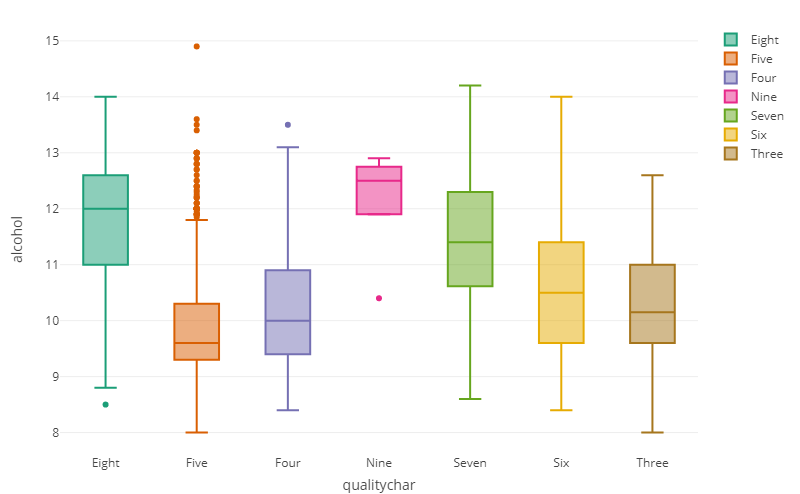 15
14
13
12
11
10
9
8
alcohol
Eight Five Four Nine Seven Six Three
qualitychar
Eight
Five
Four
Nine
Seven
Six
Three